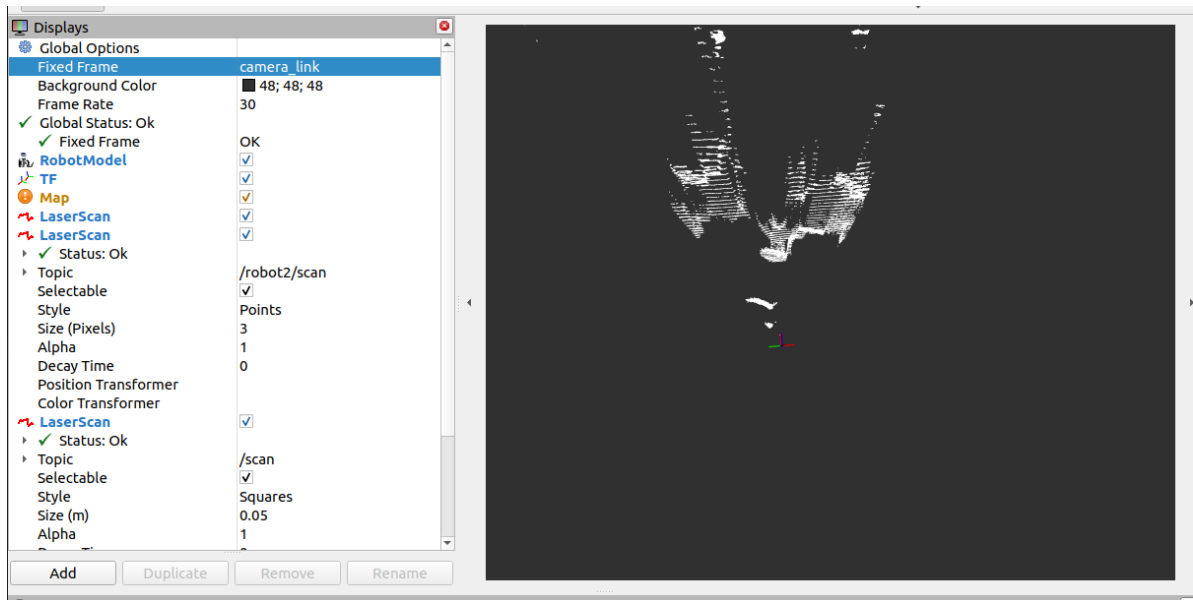 Displays
Global Options
Fixed Frame camera_link
Background Color 48; 48; 48
Frame Rate 30
Global Status: Ok
Fixed Frame OK
RobotModel
TF
Map
LaserScan
LaserScan
Status: Ok
Topic /robot2/scan
Selectable
Style Points
Size (Pixels) 3
Alpha 1
Decay Time 0
Position Transformer
Color Transformer
LaserScan
Status: Ok
Topic /scan
Selectable
Style Squares
Size (m) 0.05
Alpha 1
Add Duplicate Remove Rename